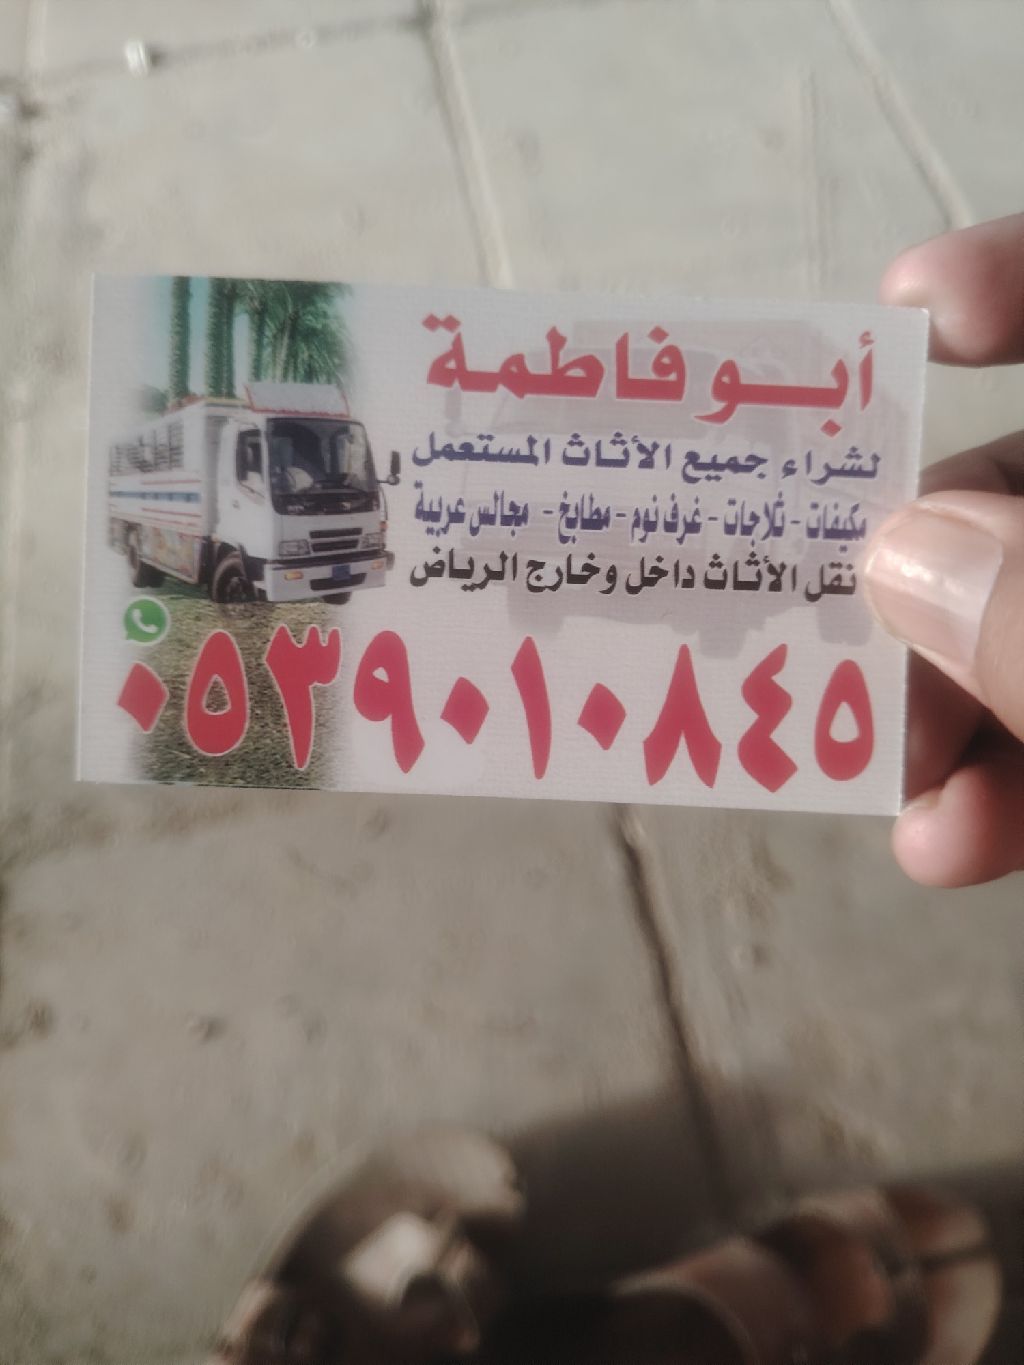 أبو فاطمة
لشراء جميع الأثاث المستعمل
مكيفات - ثلاجات - غرف نوم - مطابخ - مجالس عربية
نقل الأثاث داخل وخارج الرياض
٠٥٣٩٠١٠٨٤٥